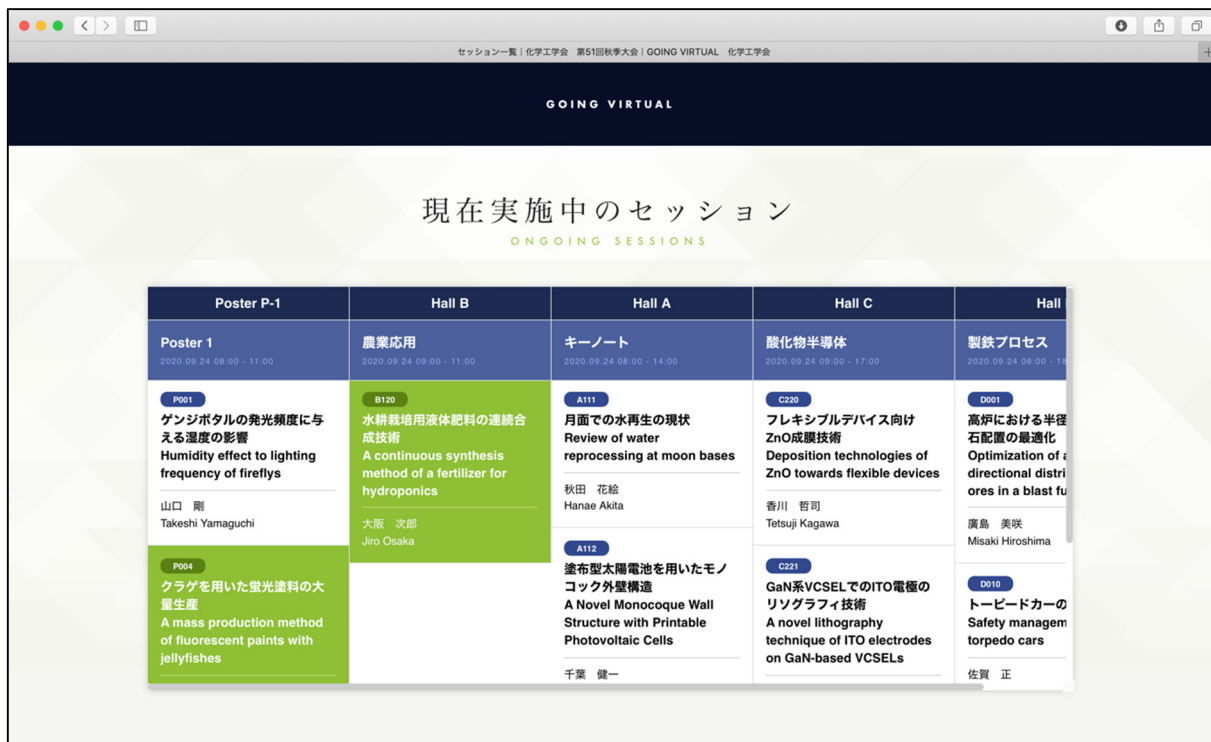 セッション一覧｜化学工学会　第51回秋季大会｜GOING VIRTUAL　化学工学会
GOING VIRTUAL
現在実施中のセッション
ONGOING SESSIONS
Poster P-1
Poster 1
2020.09.24 08:00 - 11:00
P001
ゲンジボタルの発光頻度に与
える湿度の影響
Humidity effect to lighting
frequency of fireflys
山口　剛
Takeshi Yamaguchi
P004
クラゲを用いた蛍光塗料の大
量生産
A mass production method
of fluorescent paints with
jellyfishes
Hall B
農業応用
2020.09.24 09:00 - 11:00
B120
水耕栽培用液体肥料の連続合
成技術
A continuous synthesis
method of a fertilizer for
hydroponics
大阪　次郎
Jiro Osaka
Hall A
キーノート
2020.09.24 08:00 - 14:00
A111
月面での水再生の現状
Review of water
reprocessing at moon bases
秋田　花絵
Hanae Akita
A112
塗布型太陽電池を用いたモノ
コック外壁構造
A Novel Monocoque Wall
Structure with Printable
Photovoltaic Cells
千葉　健一
Hall C
酸化物半導体
2020.09.24 09:00 - 17:00
C220
フレキシブルデバイス向け
ZnO成膜技術
Deposition technologies of
ZnO towards flexible devices
香川　哲司
Tetsuji Kagawa
C221
GaN系VCSELでのITO電極の
リソグラフィ技術
A novel lithography
technique of ITO electrodes
on GaN-based VCSELs
Hall
製鉄プロセス
2020.09.24 06:00 - 18
D001
高炉における半径
石配置の最適化
Optimization of
directional distri
ores in a blast fu
廣島　美咲
Misaki Hiroshima
D010
トーピードカーの
Safety managem
torpedo cars
佐賀　正